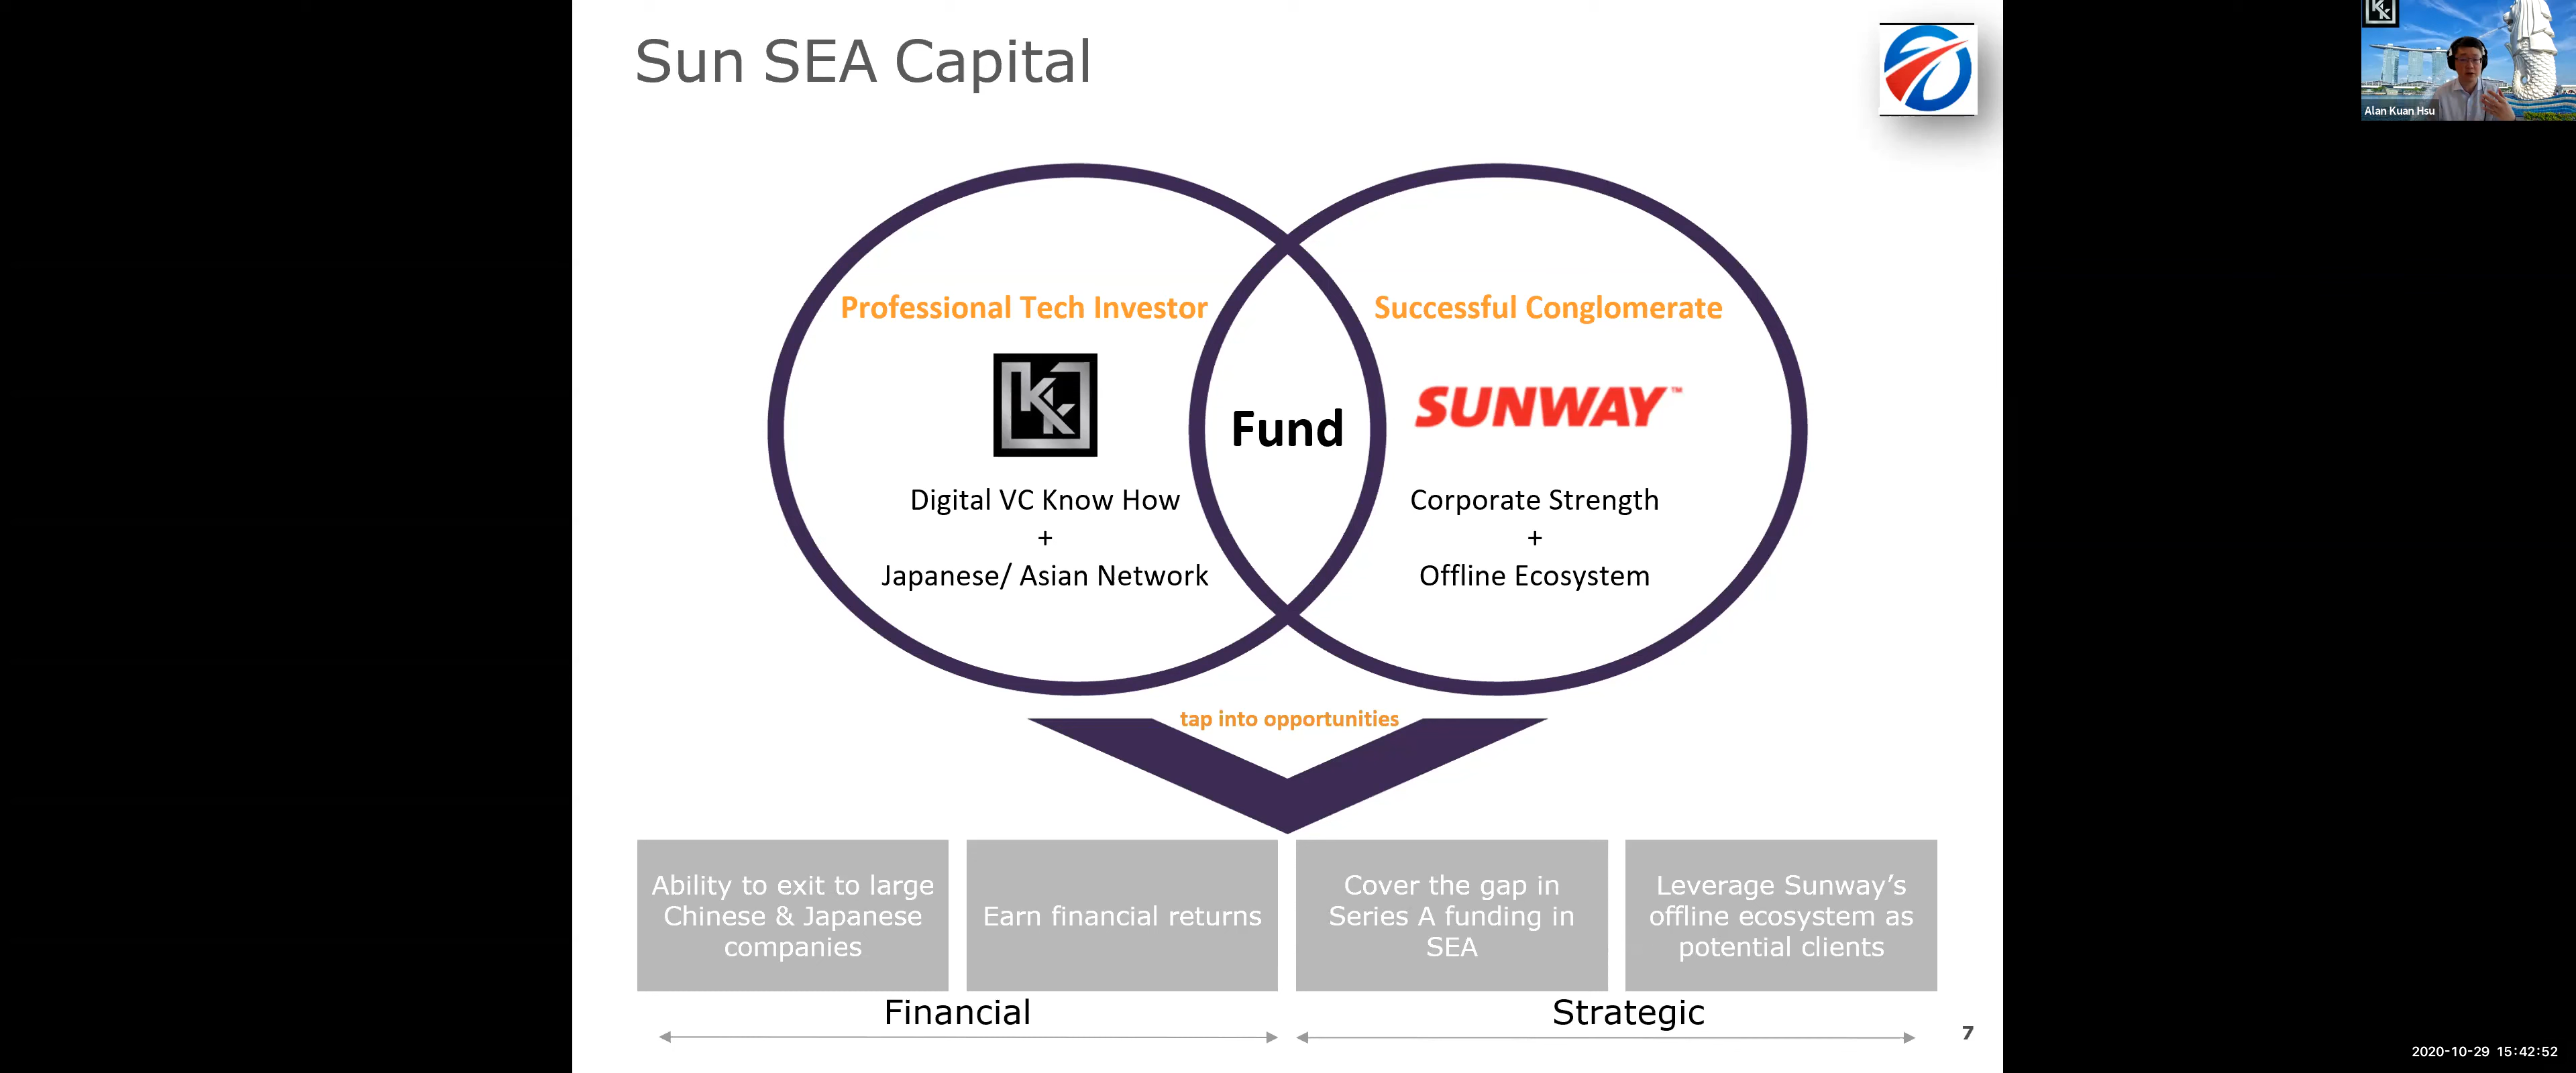 Sun SEA Capital
Alan Kuan Hsu
Professional Tech Investor
KK
Digital VC Know How
+
Japanese/ Asian Network
Fund
Successful Conglomerate
SUNWAY™
Corporate Strength
+
Offline Ecosystem
tap into opportunities
Ability to exit to large
Chinese & Japanese
companies
Earn financial returns
Cover the gap in
Series A funding in
SEA
Leverage Sunway's
offline ecosystem as
potential clients
Financial
Strategic
7
2020-10-29 15:42:52